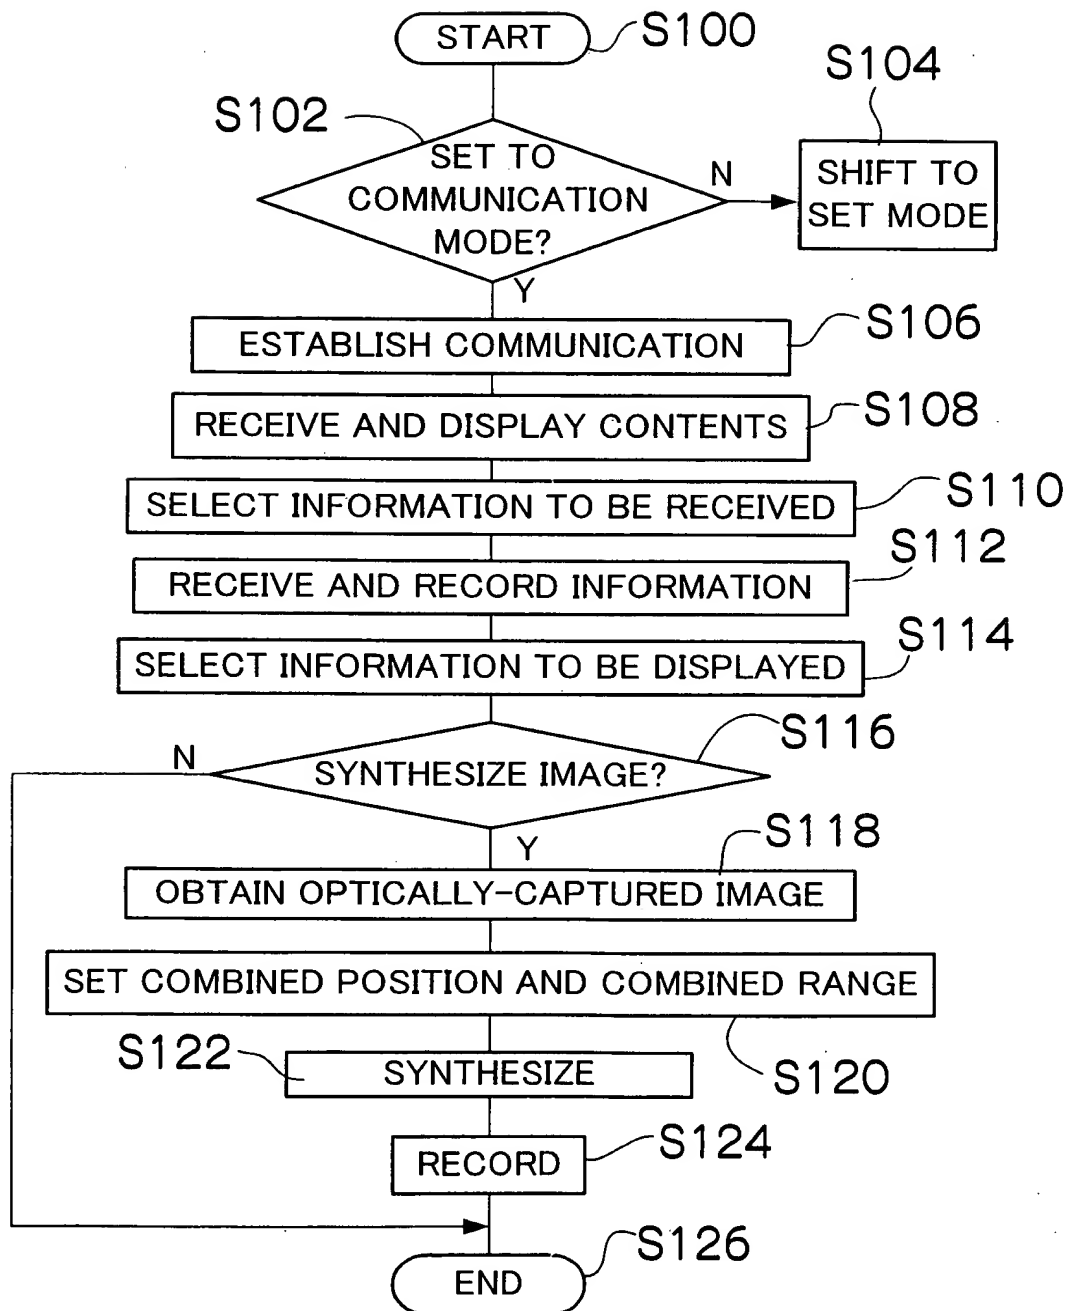 START
S100
S104
S102
SET TO
COMMUNICATION
MODE?
N
SHIFT TO
SET MODE
Y
ESTABLISH COMMUNICATION
S106
RECEIVE AND DISPLAY CONTENTS
S108
SELECT INFORMATION TO BE RECEIVED
S110
RECEIVE AND RECORD INFORMATION
S112
SELECT INFORMATION TO BE DISPLAYED
S114
N
SYNTHESIZE IMAGE?
S116
Y
S118
OBTAIN OPTICALLY-CAPTURED IMAGE
SET COMBINED POSITION AND COMBINED RANGE
S120
S122
SYNTHESIZE
RECORD
S124
END
S126